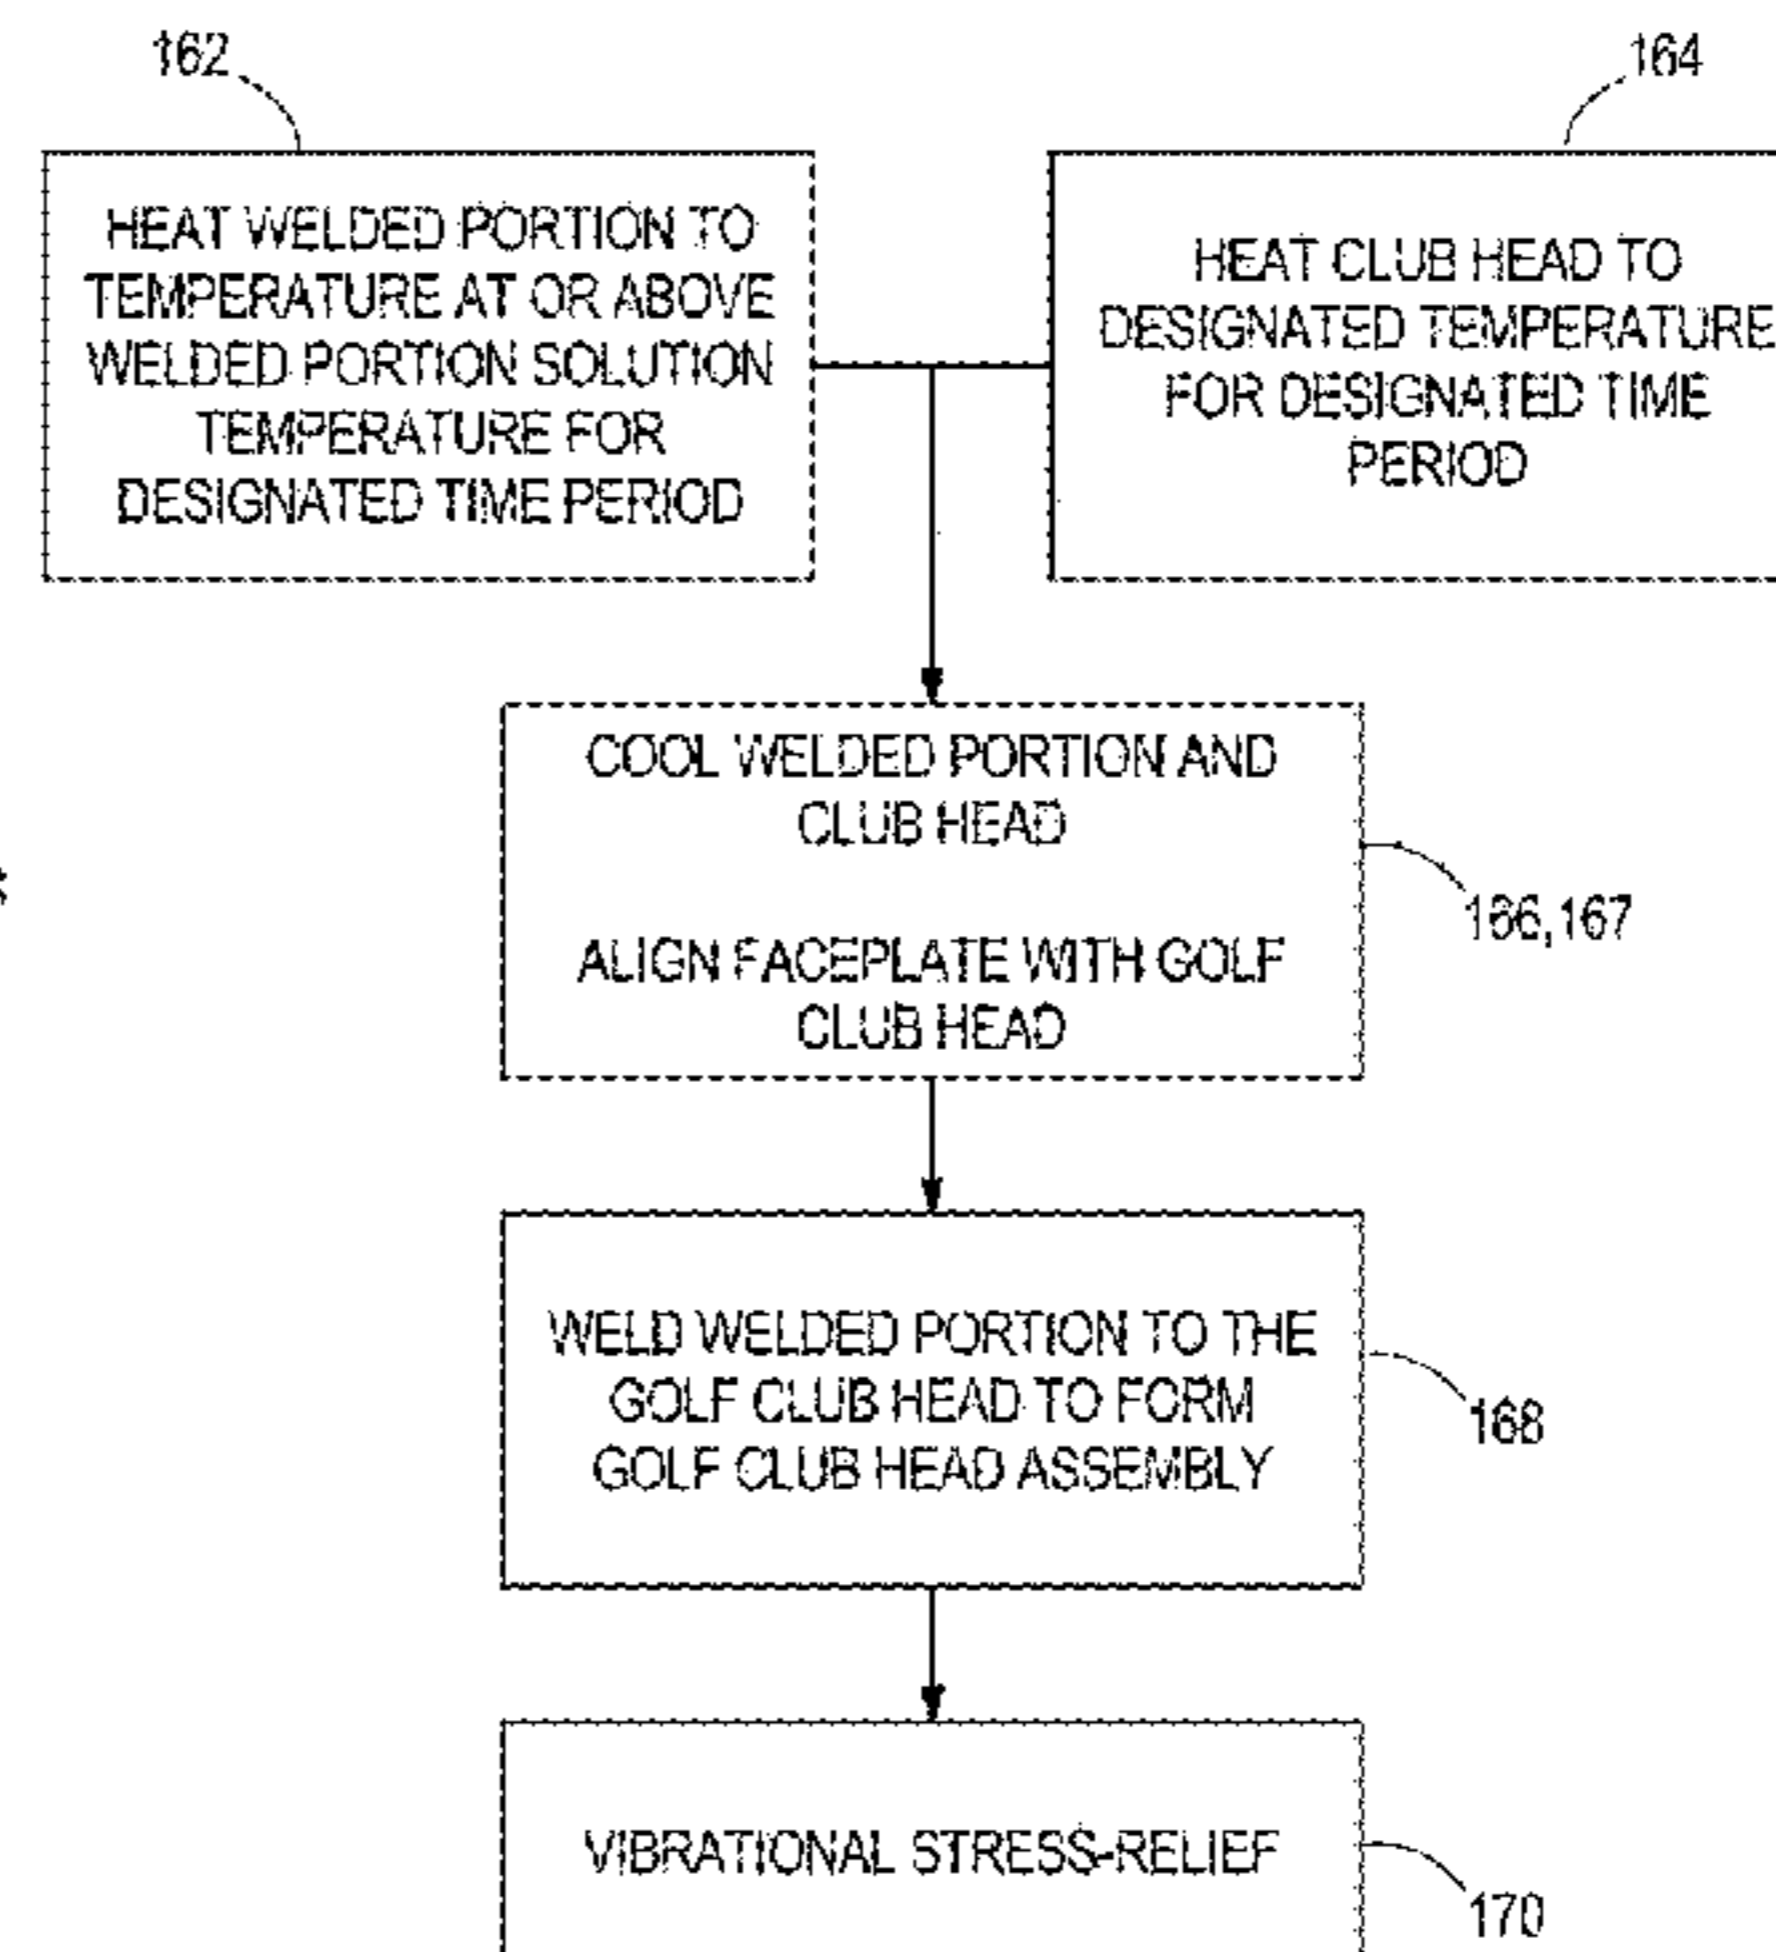 162
164
HEAT WELDED PORTION TO
TEMPERATURE AT OR ABOVE
WELDED PORTION SOLUTION
TEMPERATURE FOR
DESIGNATED TIME PERIOD
HEAT CLUB HEAD TO
DESIGNATED TEMPERATURE
FOR DESIGNATED TIME
PERIOD
COOL WELDED PORTION AND
CLUB HEAD
ALIGN FACEPLATE WITH GOLF
CLUB HEAD
166,167
WELD WELDED PORTION TO THE
GOLF CLUB HEAD TO FORM
GOLF CLUB HEAD ASSEMBLY
168
VIBRATIONAL STRESS-RELIEF
170